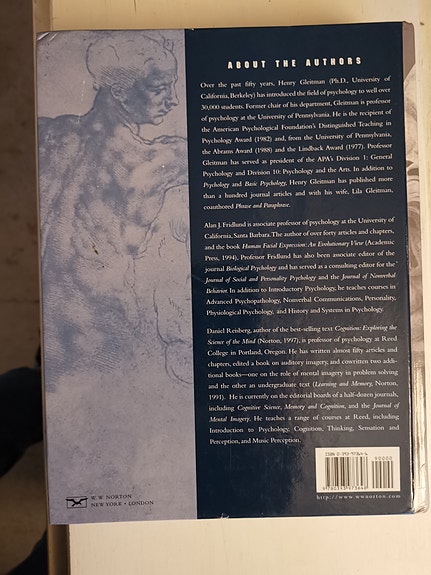 ABOUT THE AUTHORS
Over the past fifty years, Henry Gleitman (Ph.D., University of
California, Berkeley) has introduced the field of psychology to well over
30,000 students. Former chair of his department, Gleitman is professor
of psychology at the University of Pennsylvania. He is the recipient of
the American Psychological Foundation's Distinguished Teaching in
Psychology Award (1982) and, from the University of Pennsylvania,
the Abrams Award (1988) and the Lindback Award (1977). Professor
Gleitman has served as president of the APA's Division 1: General
Psychology and Division 10: Psychology and the Arts. In addition to
Psychology and Basic Psychology, Henry Gleitman has published more
than a hundred journal articles and with his wife, Lila Gleitman,
coauthored Phrase and Paraphrase.
Alan J. Fridlund is associate professor of psychology at the University of
California, Santa Barbara. The author of over forty articles and chapters,
and the book Human Facial Expression: An Evolutionary View (Academic
Press, 1994), Professor Fridlund has also been associate editor of the
journal Biological Psychology and has served as a consulting editor for the
Journal of Social and Personality Psychology and the Journal of Nonverbal
Behavior. In addition to Introductory Psychology, he teaches courses in
Advanced Psychopathology, Nonverbal Communications, Personality,
Physiological Psychology, and History and Systems in Psychology.
Daniel Reisberg, author of the best-selling text Cognition: Exploring the
Science of the Mind (Norton, 1997), is professor of psychology at Reed
College in Portland, Oregon. He has written almost fifty articles and
chapters, edited a book on auditory imagery, and cowritten two addi-
tional books—one on the role of mental imagery in problem solving
and the other an undergraduate text (Learning and Memory, Norton,
1991). He is currently on the editorial boards of a half-dozen journals,
including Cognitive Science, Memory and Cognition, and the Journal of
Mental Imagery. He teaches a range of courses at Reed, including
Introduction to Psychology, Cognition, Thinking, Sensation and
Perception, and Music Perception.
ISBN 0-393-97364-6
90000
9 780393 973648
http://www.wwnorton.com
W. W. NORTON
NEW YORK • LONDON